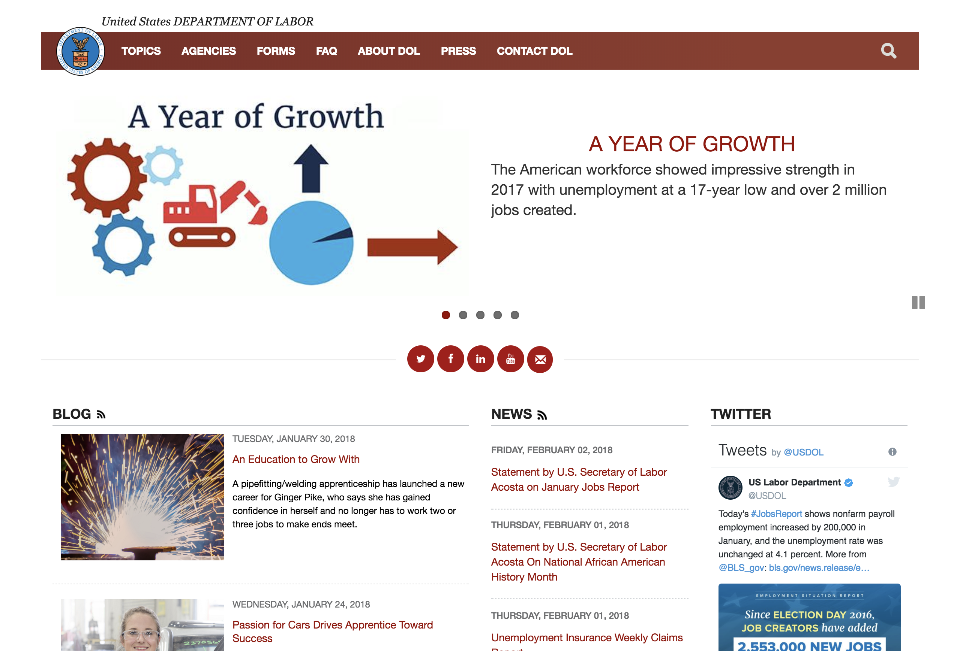 United States DEPARTMENT OF LABOR
TOPICS AGENCIES FORMS FAQ ABOUT DOL PRESS CONTACT DOL
A Year of Growth
A YEAR OF GROWTH
The American workforce showed impressive strength in
2017 with unemployment at a 17-year low and over 2 million
jobs created.
BLOG
TUESDAY, JANUARY 30, 2018
An Education to Grow With
A pipefitting/welding apprenticeship has launched a new
career for Ginger Pike, who says she has gained
confidence in herself and no longer has to work two or
three jobs to make ends meet.
WEDNESDAY, JANUARY 24, 2018
Passion for Cars Drives Apprentice Toward
Success
NEWS
FRIDAY, FEBRUARY 02, 2018
Statement by U.S. Secretary of Labor
Acosta on January Jobs Report
THURSDAY, FEBRUARY 01, 2018
Statement by U.S. Secretary of Labor
Acosta On National African American
History Month
THURSDAY, FEBRUARY 01, 2018
Unemployment Insurance Weekly Claims
TWITTER
Tweets by @USDOL
US Labor Department
@USDOL
Today's #JobsReport shows nonfarm payroll
employment increased by 200,000 in
January, and the unemployment rate was
unchanged at 4.1 percent. More from
@BLS_gov: bls.gov/news.release/e…
EMPLOYMENT SITUATION REPORT
Since ELECTION DAY 2016,
JOB CREATORS have added
2,553,000 NEW JOBS